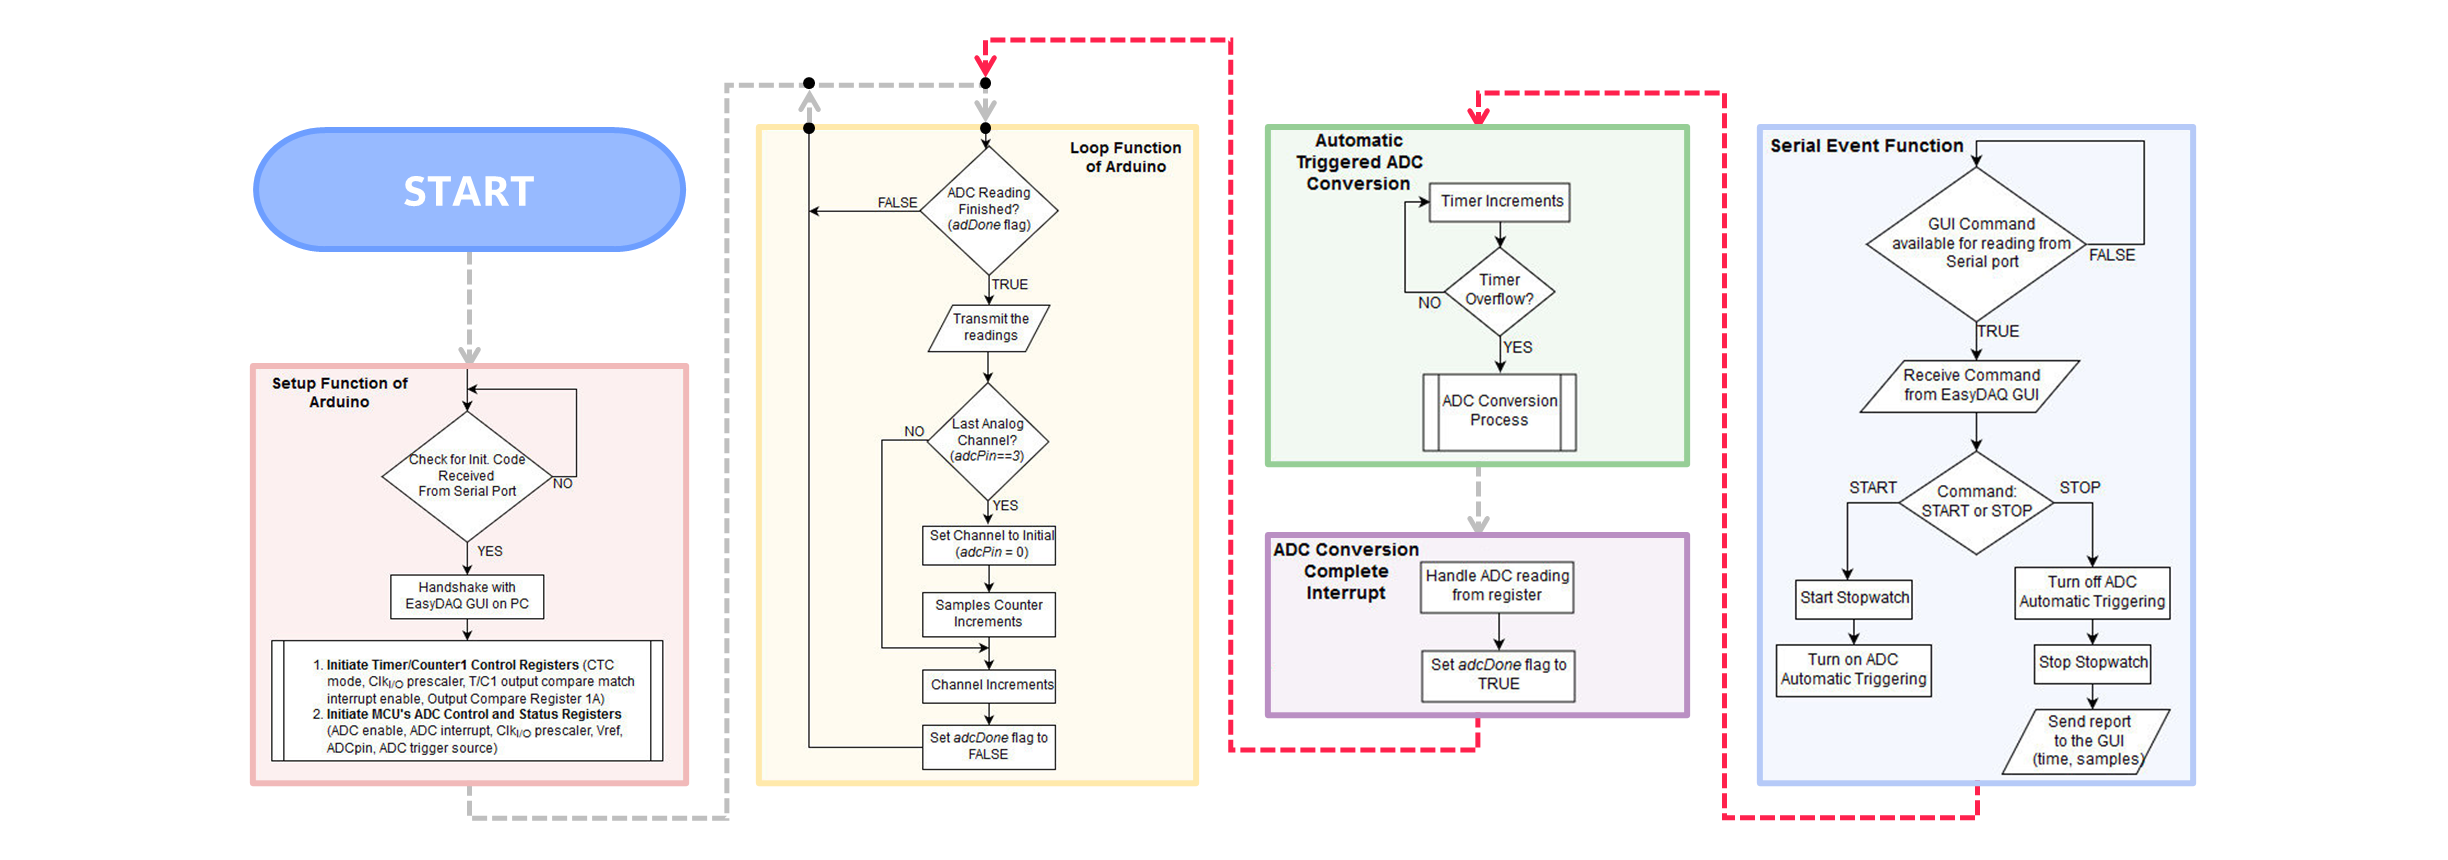 START
Setup Function of
Arduino
Check for Init. Code
Received
From Serial Port
NO
YES
Handshake with
EasyDAQ GUI on PC
1. Initiate Timer/Counter1 Control Registers (CTC
mode, ClkI/O prescaler, T/C1 output compare match
interrupt enable, Output Compare Register 1A)
2. Initiate MCU's ADC Control and Status Registers
(ADC enable, ADC interrupt, ClkI/O prescaler, Vref,
ADCpin, ADC trigger source)
Loop Function
of Arduino
ADC Reading
Finished?
(adDone flag)
FALSE
TRUE
Transmit the
readings
Last Analog
Channel?
(adcPin==3)
NO
YES
Set Channel to Initial
(adcPin = 0)
Samples Counter
Increments
Channel Increments
Set adcDone flag to
FALSE
Automatic
Triggered ADC
Conversion
Timer Increments
Timer
Overflow?
NO
YES
ADC Conversion
Process
ADC Conversion
Complete
Interrupt
Handle ADC reading
from register
Set adcDone flag to
TRUE
Serial Event Function
GUI Command
available for reading from
Serial port
FALSE
TRUE
Receive Command
from EasyDAQ GUI
Command:
START or STOP
START
STOP
Start Stopwatch
Turn on ADC
Automatic Triggering
Turn off ADC
Automatic Triggering
Stop Stopwatch
Send report
to the GUI
(time, samples)